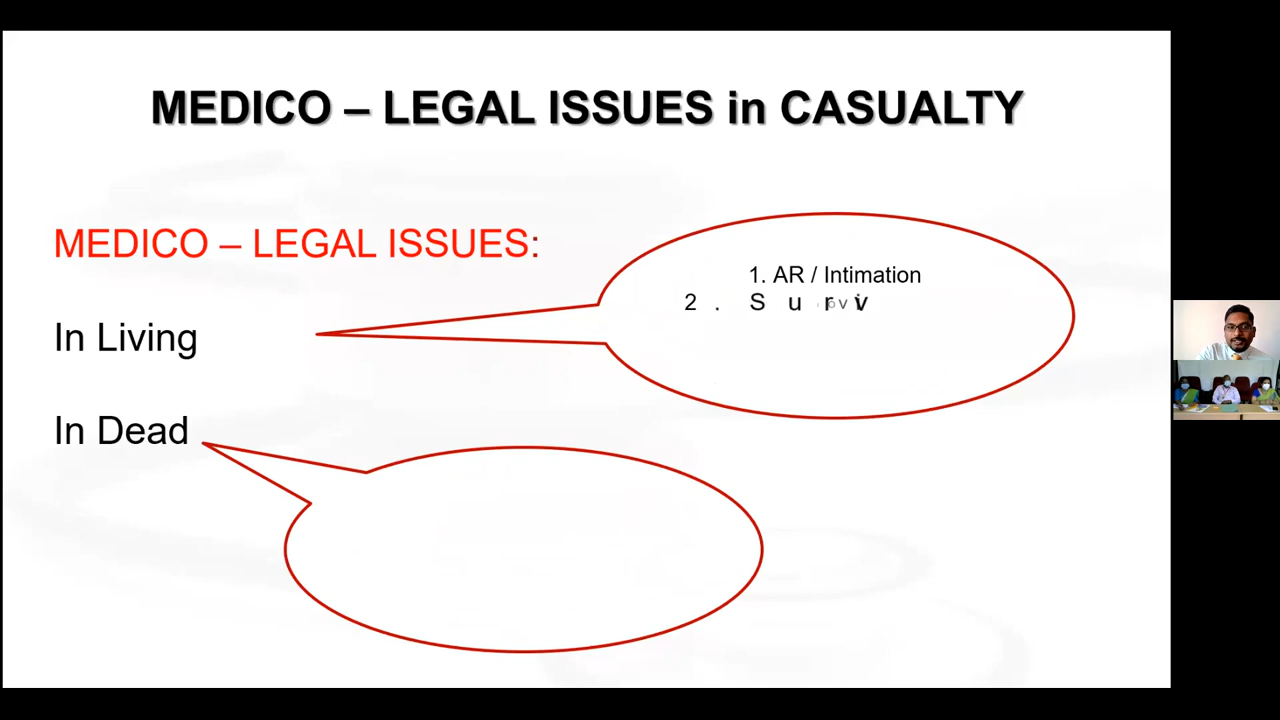 MEDICO – LEGAL ISSUES in CASUALTY
MEDICO – LEGAL ISSUES:
1. AR / Intimation
2 . S u r v
In Living
In Dead